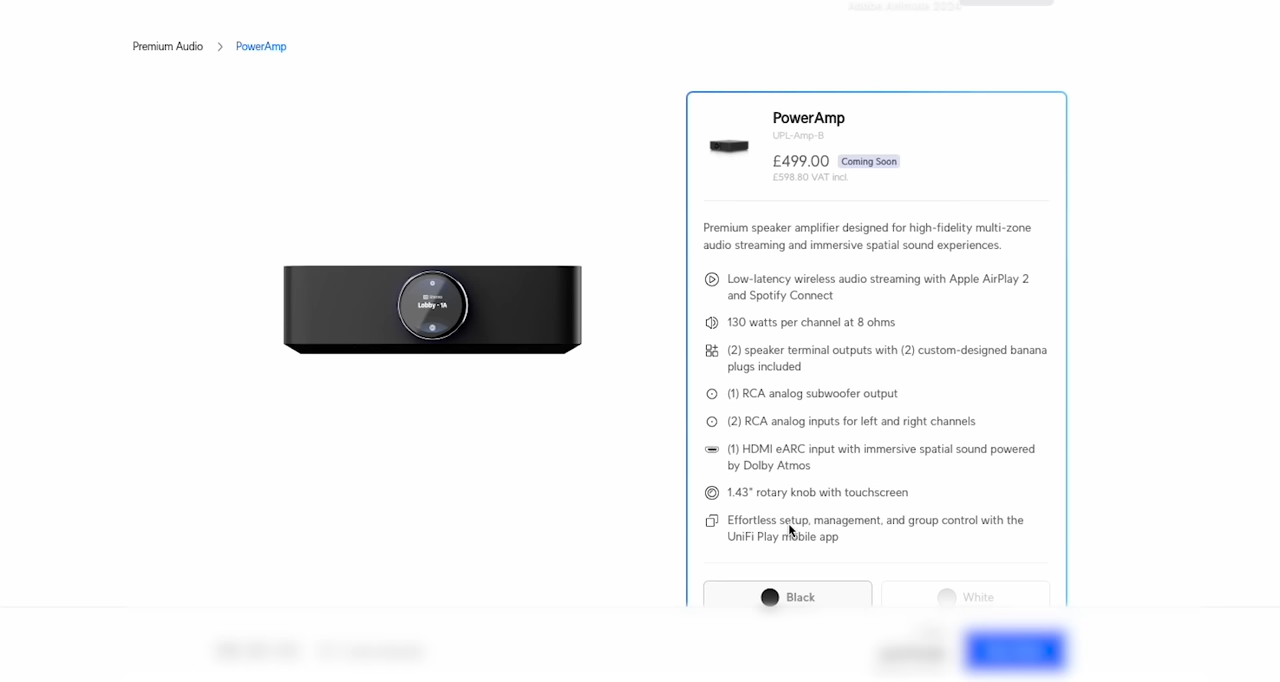 Adobe Animate 2024
Premium Audio > PowerAmp
PowerAmp
UPL-Amp-B
£499.00 Coming Soon
£598.80 VAT incl.
Premium speaker amplifier designed for high-fidelity multi-zone
audio streaming and immersive spatial sound experiences.
Low-latency wireless audio streaming with Apple AirPlay 2
and Spotify Connect
130 watts per channel at 8 ohms
(2) speaker terminal outputs with (2) custom-designed banana
plugs included
(1) RCA analog subwoofer output
(2) RCA analog inputs for left and right channels
(1) HDMI eARC input with immersive spatial sound powered
by Dolby Atmos
1.43" rotary knob with touchscreen
Effortless setup, management, and group control with the
UniFi Play mobile app
Lobby - 1A
Black
White